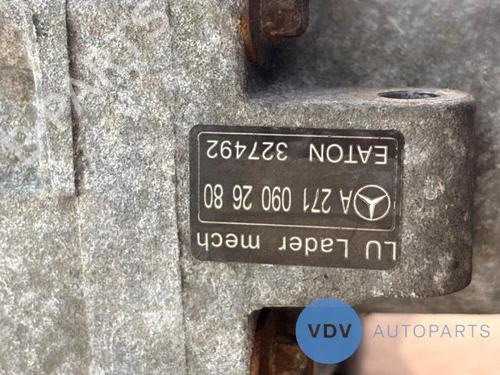 LU Lader mech
A 271 090 26 80
EATON 327492
VDV AUTOPARTS